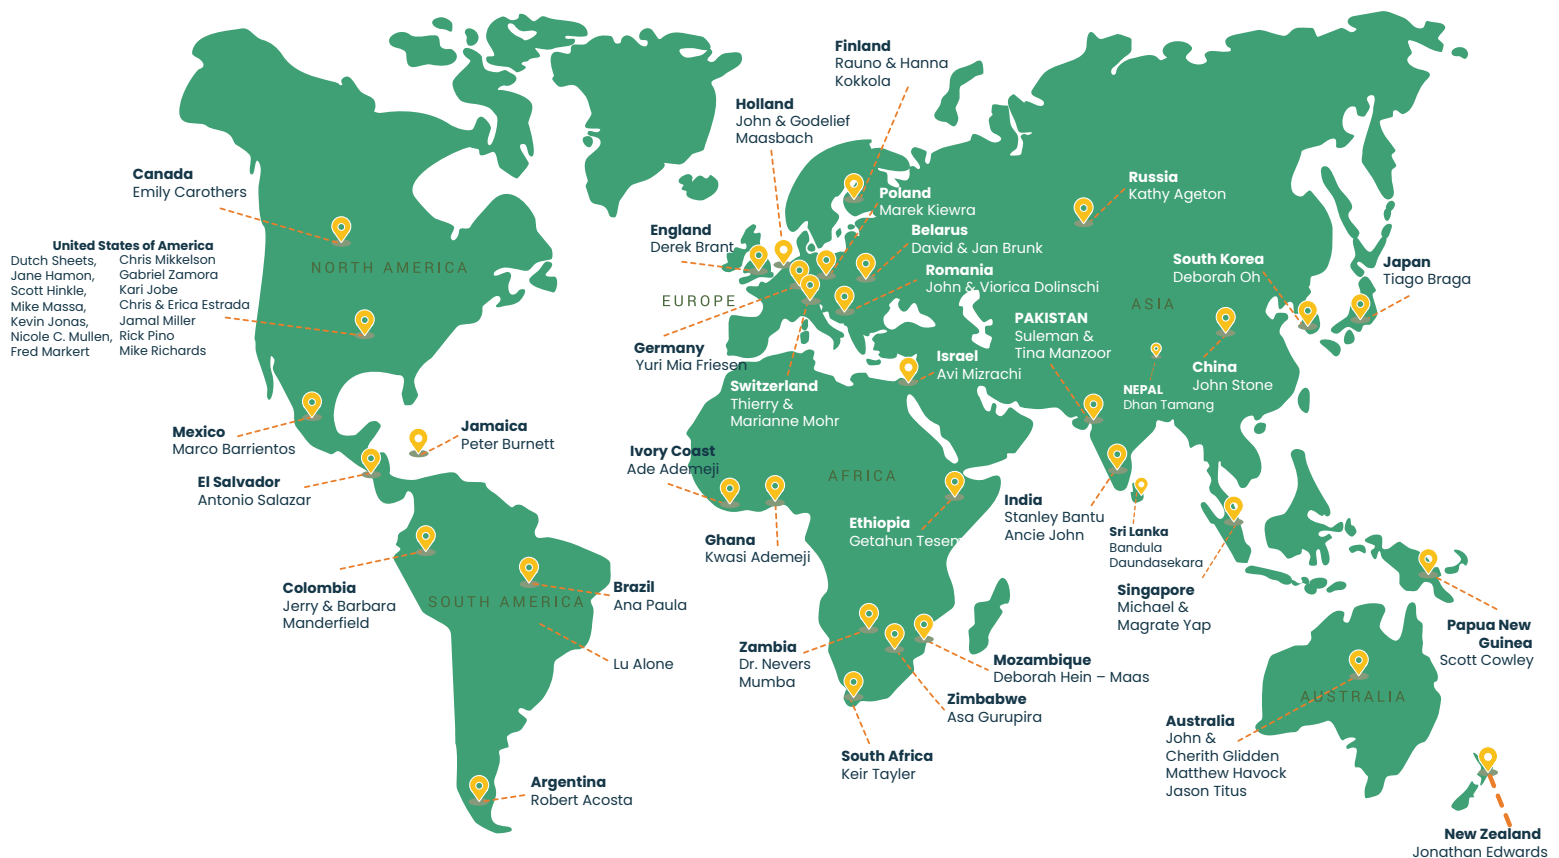 Finland
Rauno & Hanna
Kokkola
Holland
John & Godelief
Maasbach
Canada
Emily Carothers
Russia
Kathy Ageton
Poland
Marek Kiewra
England
Derek Brant
Belarus
David & Jan Brunk
United States of America
Dutch Sheets,
Jane Hamon,
Scott Hinkle,
Mike Massa,
Kevin Jonas,
Nicole C. Mullen,
Fred Markert
Chris Mikkelson
Gabriel Zamora
Kari Jobe
Chris & Erica Estrada
Jamal Miller
Rick Pino
Mike Richards
NORTH AMERICA
South Korea
Deborah Oh
Japan
Tiago Braga
Romania
John & Viorica Dolinschi
EUROPE
ASIA
PAKISTAN
Suleman &
Tina Manzoor
Germany
Yuri Mia Friesen
Israel
Avi Mizrachi
China
John Stone
Switzerland
Thierry &
Marianne Mohr
NEPAL
Dhan Tamang
Mexico
Marco Barrientos
Jamaica
Peter Burnett
Ivory Coast
Ade Ademeji
AFRICA
El Salvador
Antonio Salazar
India
Stanley Bantu
Ancie John
Ethiopia
Getahun Tesem
Sri Lanka
Bandula
Daundasekara
Ghana
Kwasi Ademeji
Colombia
Jerry & Barbara
Manderfield
Brazil
Ana Paula
SOUTH AMERICA
Singapore
Michael &
Magrate Yap
Papua New
Guinea
Scott Cowley
Lu Alone
Zambia
Dr. Nevers
Mumba
Mozambique
Deborah Hein – Maas
Zimbabwe
Asa Gurupira
AUSTRALIA
Australia
John &
Cherith Glidden
Matthew Havock
Jason Titus
South Africa
Keir Tayler
Argentina
Robert Acosta
New Zealand
Jonathan Edwards